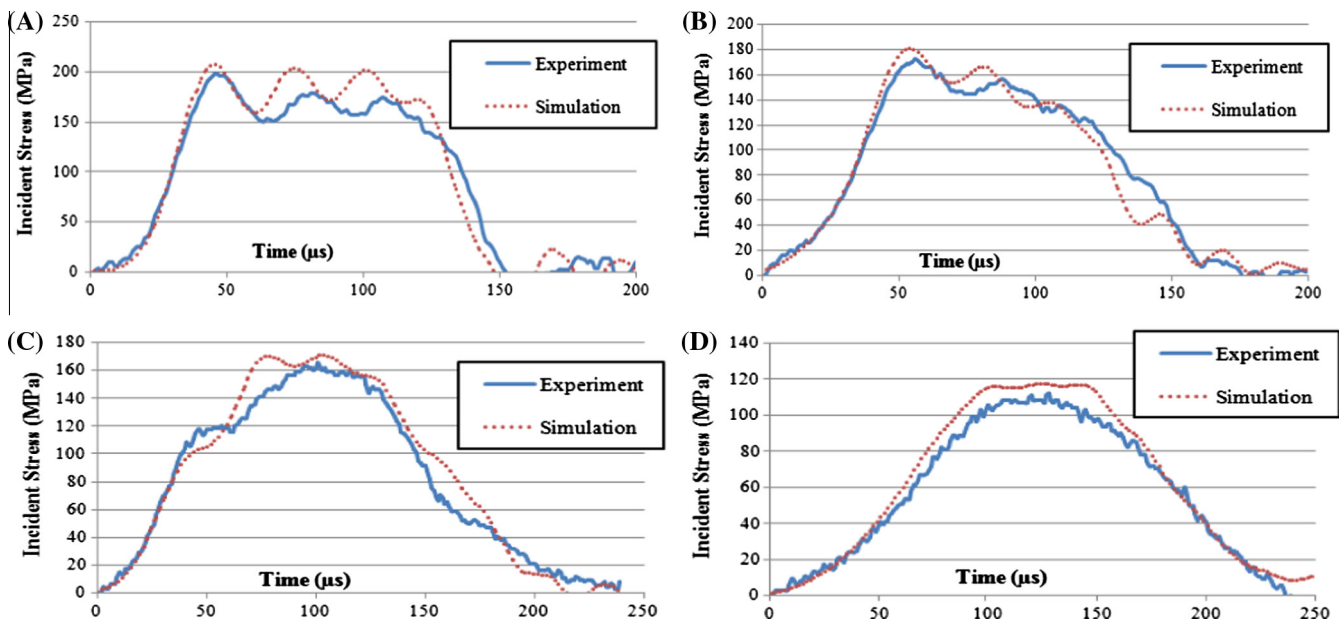 (A)
Incident Stress (MPa)
250
200
150
100
50
0
0 50 100 150 200
Time (µs)
Experiment
Simulation
(B)
Incident Stress (MPa)
200
180
160
140
120
100
80
60
40
20
0
0 50 100 150 200
Time (µs)
Experiment
Simulation
(C)
Incident Stress (MPa)
180
160
140
120
100
80
60
40
20
0
0 50 100 150 200 250
Time (µs)
Experiment
Simulation
(D)
Incident Stress (MPa)
140
120
100
80
60
40
20
0
0 50 100 150 200 250
Time (µs)
Experiment
Simulation